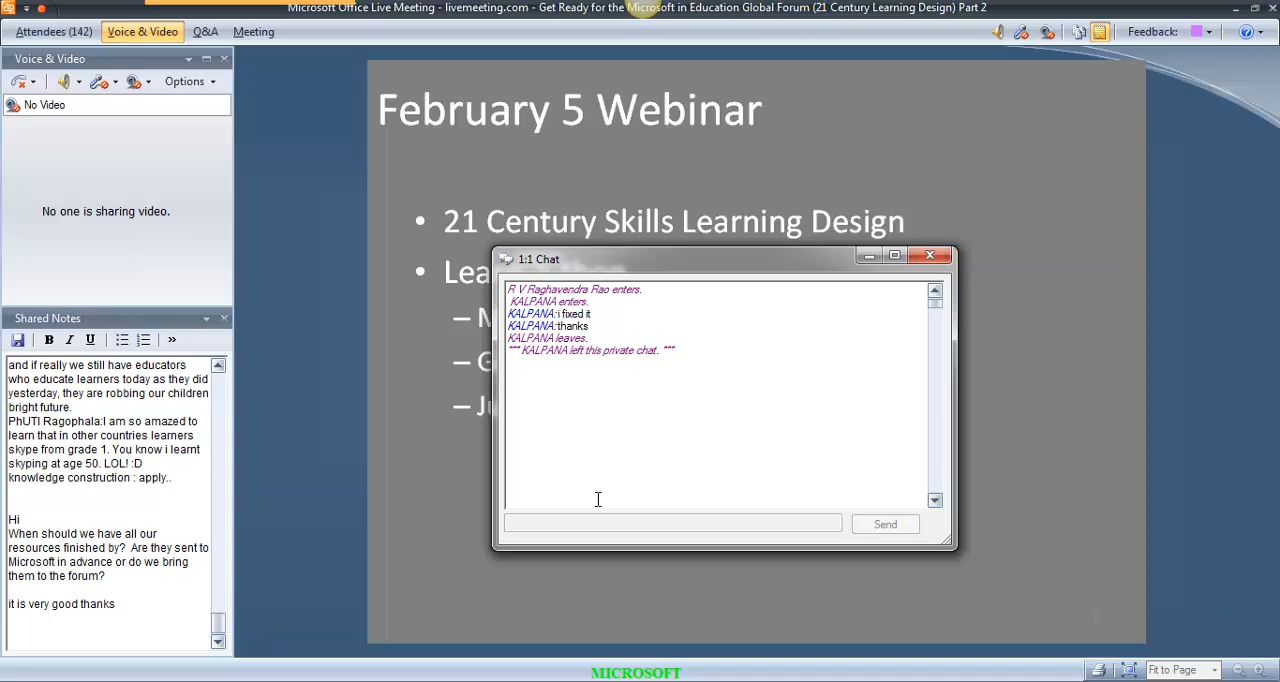 Microsoft Office Live Meeting - livemeeting.com - Get Ready for the Microsoft in Education Global Forum (21 Century Learning Design) Part 2
Attendees (142) Voice & Video Q&A Meeting Feedback:
Voice & Video
Options
No Video
No one is sharing video.
February 5 Webinar
• 21 Century Skills Learning Design
1:1 Chat
R V Raghavendra Rao enters.
KALPANA enters.
KALPANA:i fixed it
KALPANA:thanks
KALPANA leaves.
*** KALPANA left this private chat. ***
Send
Shared Notes
B I U »
and if really we still have educators
who educate learners today as they did
yesterday, they are robbing our children
bright future.
PhUTI Ragophala:I am so amazed to
learn that in other countries learners
skype from grade 1. You know i learnt
skyping at age 50. LOL! :D
knowledge construction : apply..
Hi
When should we have all our
resources finished by? Are they sent to
Microsoft in advance or do we bring
them to the forum?
it is very good thanks
MICROSOFT
Fit to Page